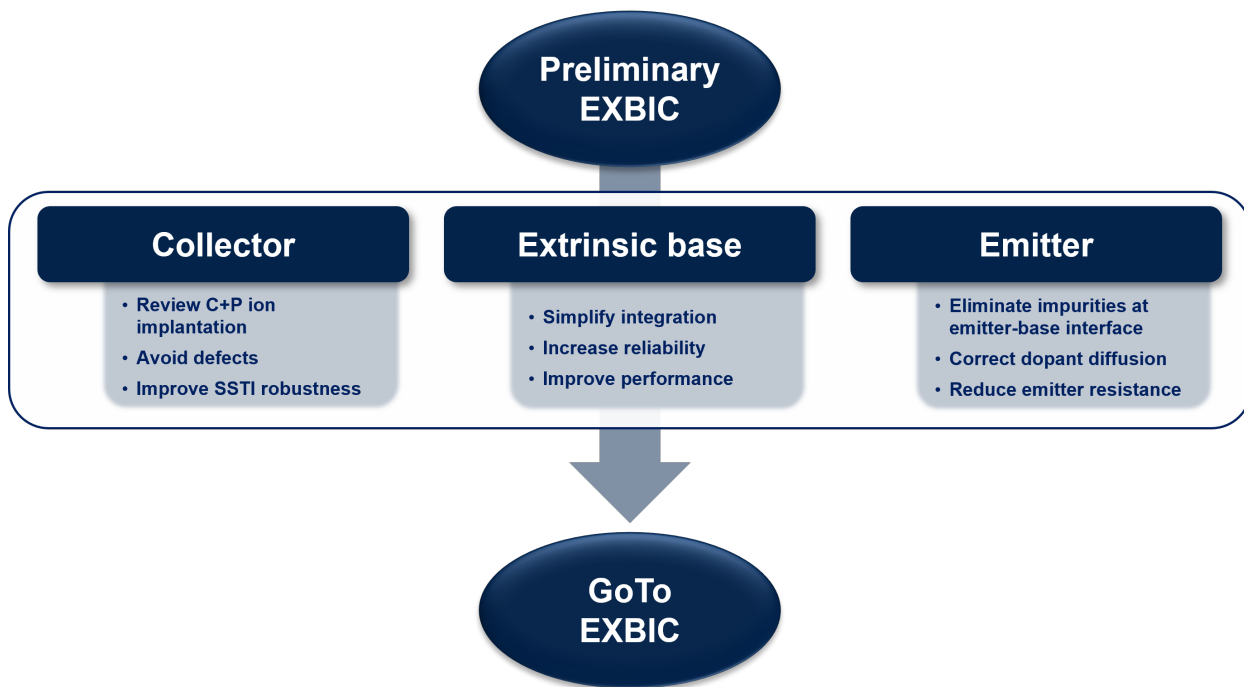 Preliminary
EXBIC
Collector
• Review C+P ion
implantation
• Avoid defects
• Improve SSTI robustness
Extrinsic base
• Simplify integration
• Increase reliability
• Improve performance
Emitter
• Eliminate impurities at
emitter-base interface
• Correct dopant diffusion
• Reduce emitter resistance
GoTo
EXBIC